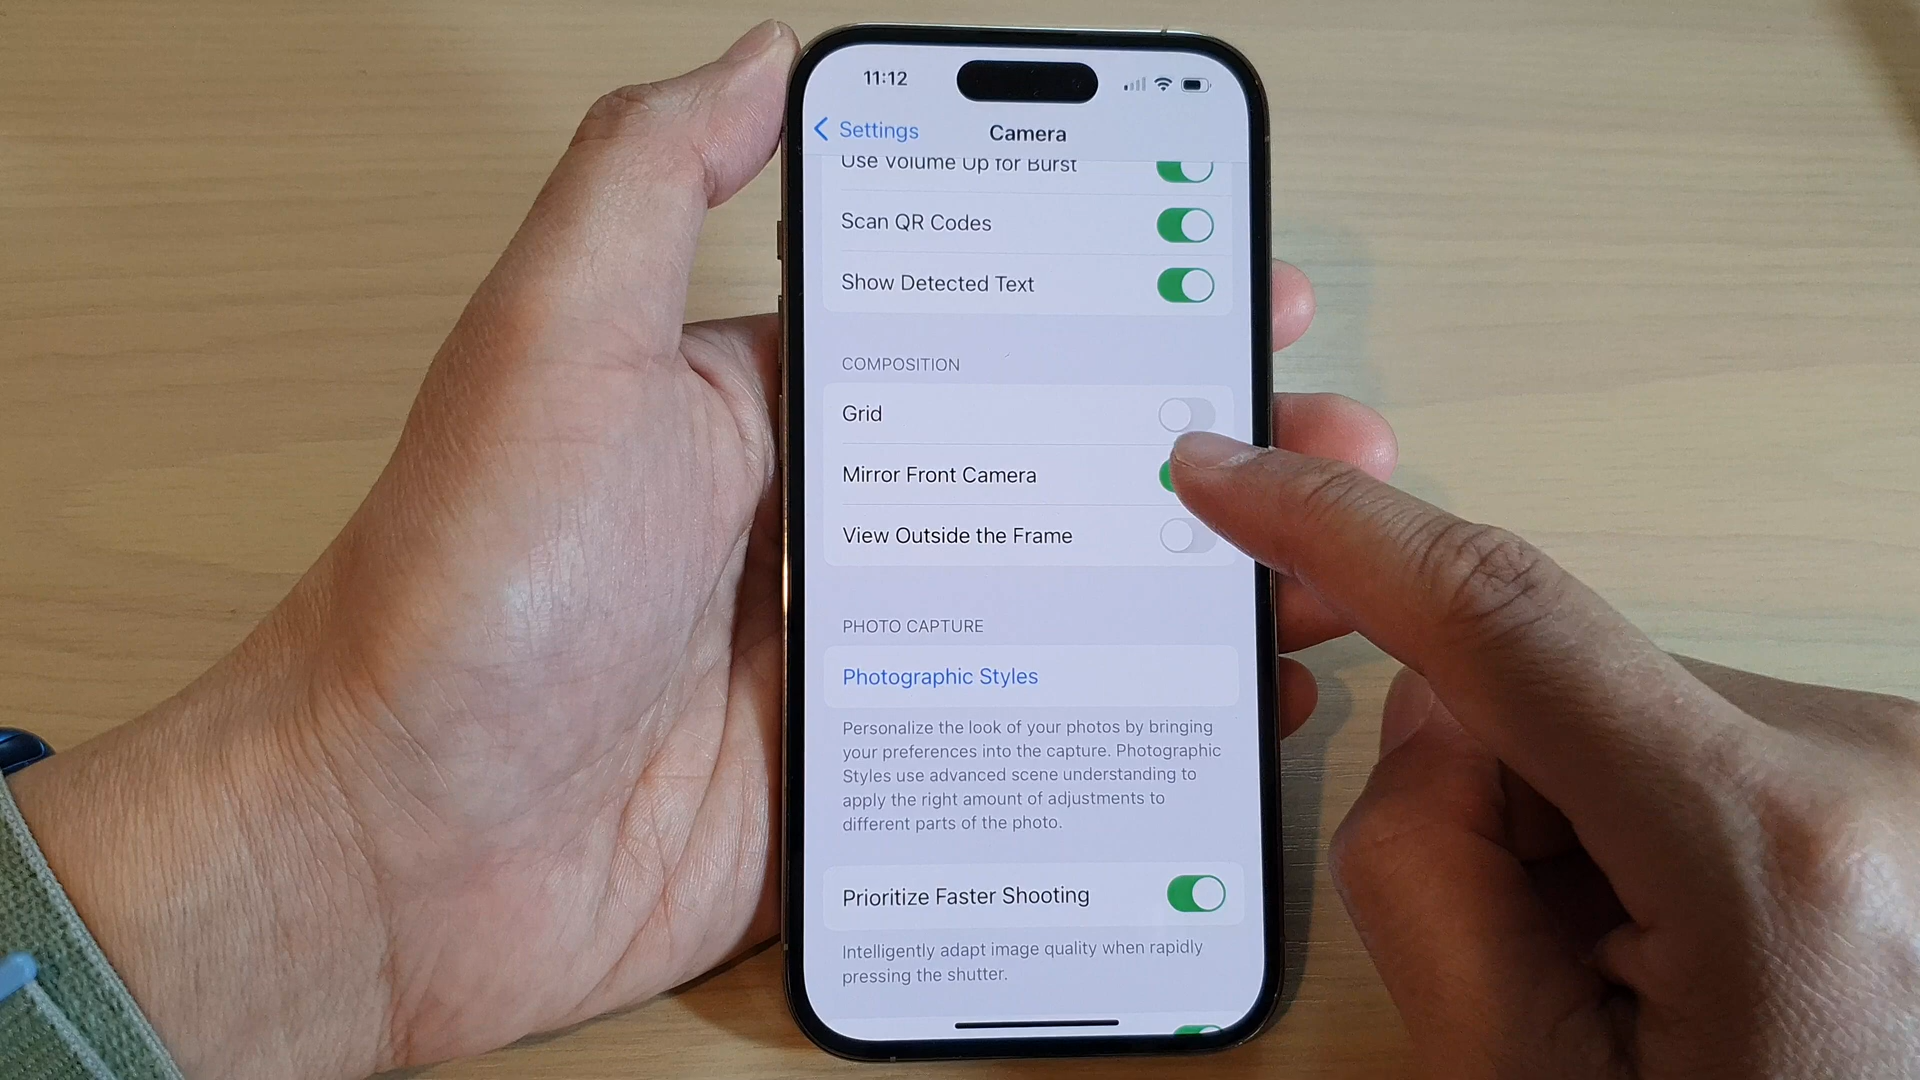 11:12
Settings
Camera
Use Volume Up for Burst
Scan QR Codes
Show Detected Text
COMPOSITION
Grid
Mirror Front Camera
View Outside the Frame
PHOTO CAPTURE
Photographic Styles
Personalize the look of your photos by bringing
your preferences into the capture. Photographic
Styles use advanced scene understanding to
apply the right amount of adjustments to
different parts of the photo.
Prioritize Faster Shooting
Intelligently adapt image quality when rapidly
pressing the shutter.